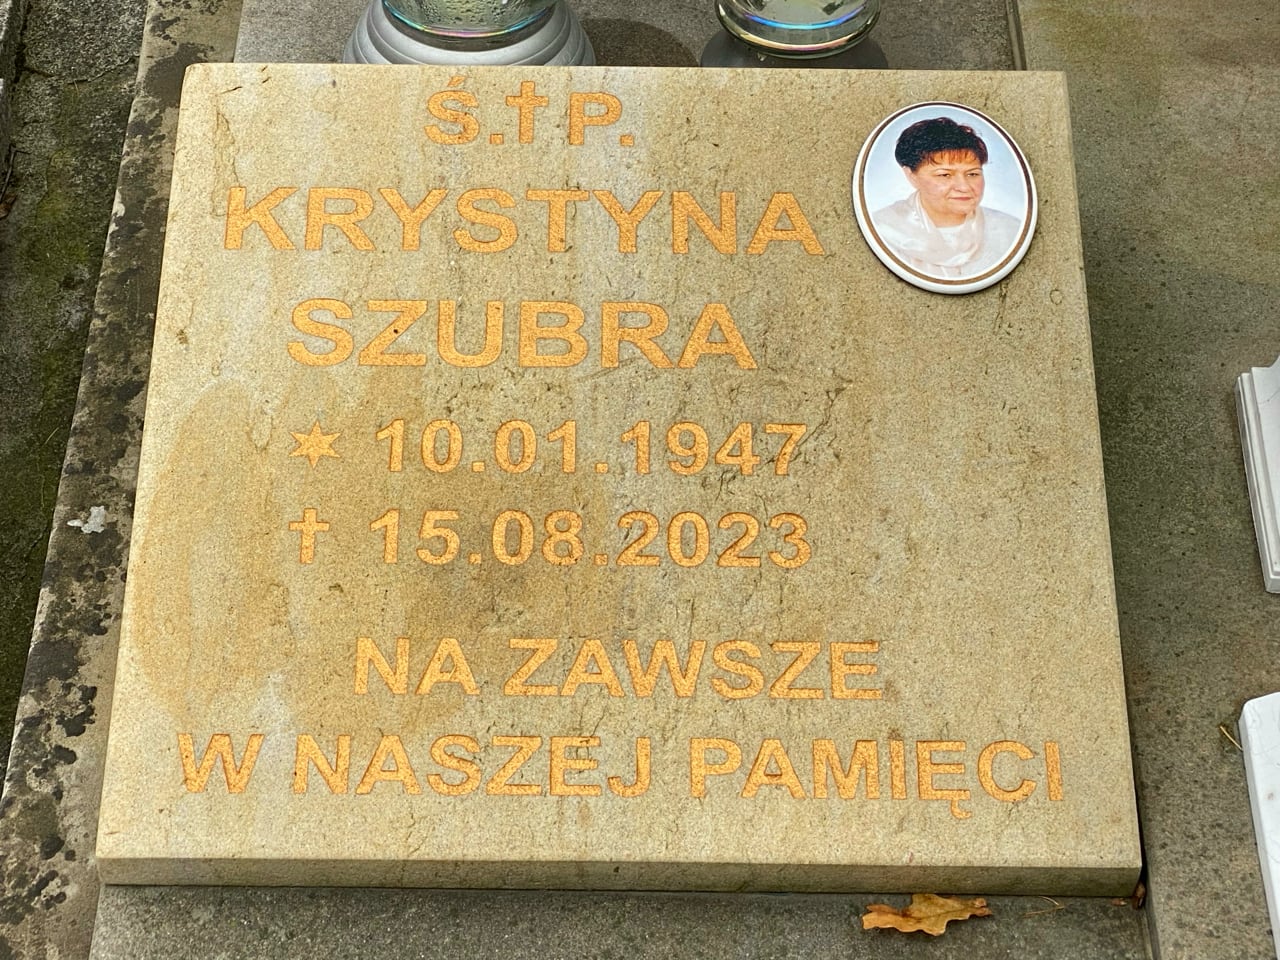 Ś.†P.
KRYSTYNA
SZUBRA
✶ 10.01.1947
† 15.08.2023
NA ZAWSZE
W NASZEJ PAMIĘCI